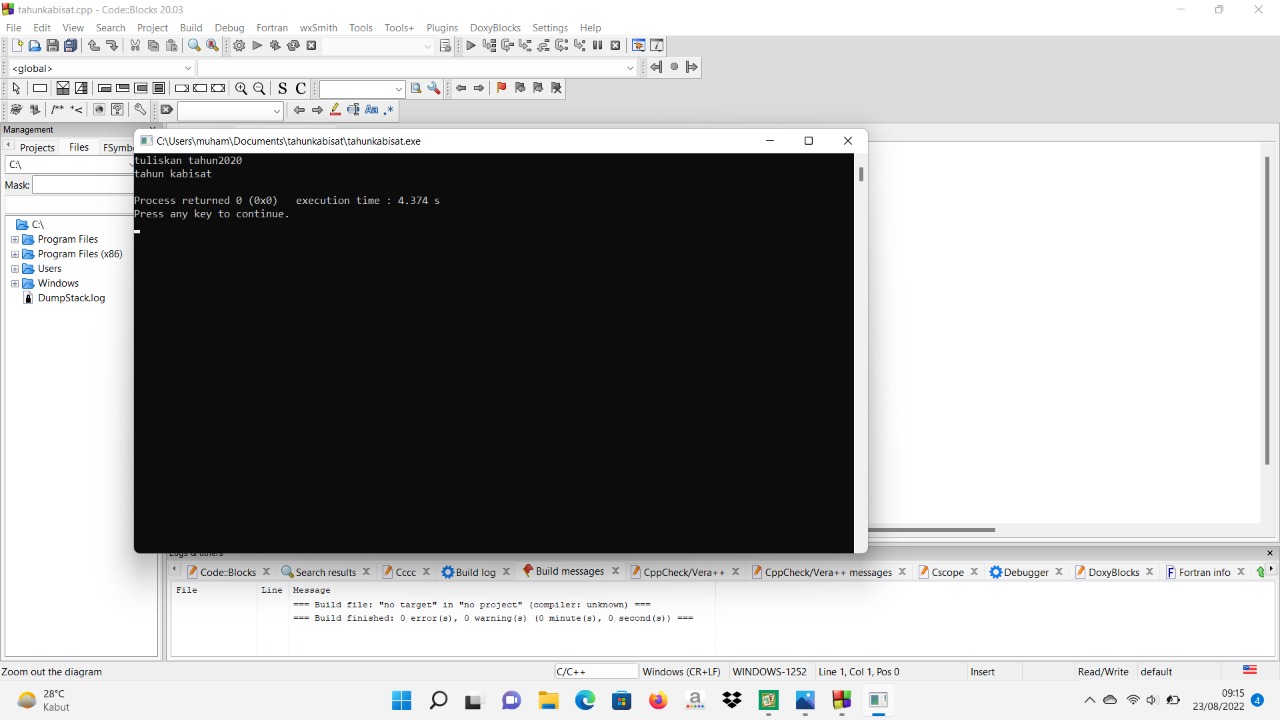 tahunkabisat.cpp - Code::Blocks 20.03
File Edit View Search Project Build Debug Fortran wxSmith Tools Tools+ Plugins DoxyBlocks Settings Help
<global>
S C
/** *<
Aa .*
Management
Projects Files FSymb
C:\
Mask:
C:\
Program Files
Program Files (x86)
Users
Windows
DumpStack.log
C:\Users\muham\Documents\tahunkabisat\tahunkabisat.exe
tuliskan tahun2020
tahun kabisat
Process returned 0 (0x0)   execution time : 4.374 s
Press any key to continue.
Logs & others
Code::Blocks Search results Cccc Build log Build messages CppCheck/Vera++ CppCheck/Vera++ messages Cscope Debugger DoxyBlocks Fortran info
File Line Message
=== Build file: "no target" in "no project" (compiler: unknown) ===
=== Build finished: 0 error(s), 0 warning(s) (0 minute(s), 0 second(s)) ===
Zoom out the diagram C/C++ Windows (CR+LF) WINDOWS-1252 Line 1, Col 1, Pos 0 Insert Read/Write default
28°C
Kabut
09:15
23/08/2022 4